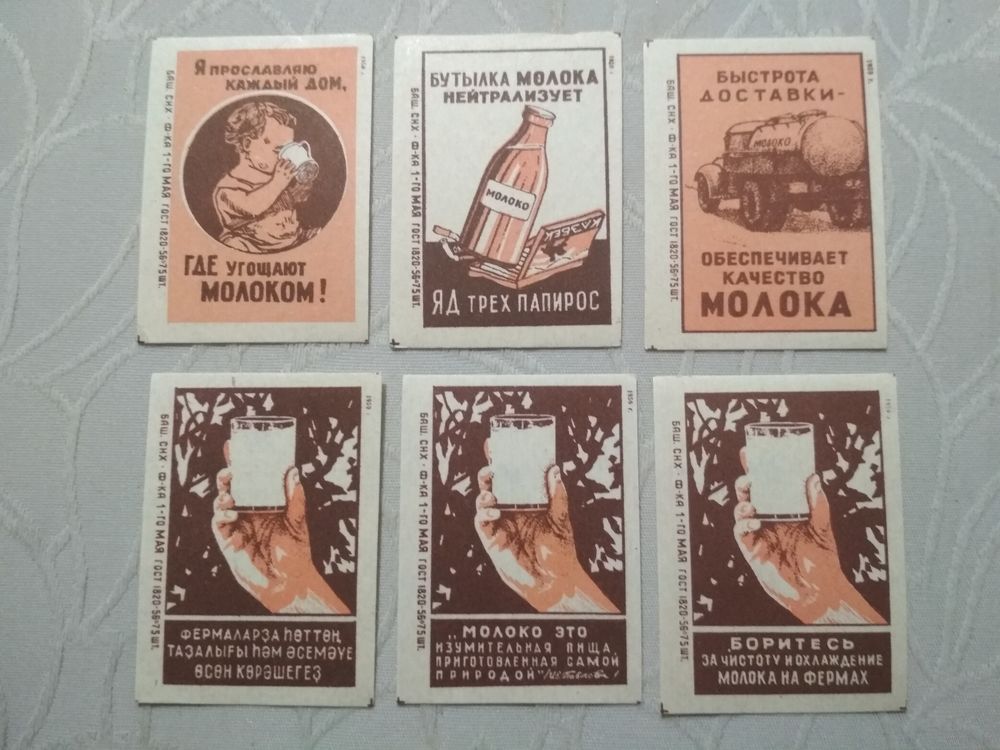 Я ПРОСЛАВЛЯЮ
КАЖДЫЙ ДОМ,
ГДЕ УГОЩАЮТ
МОЛОКОМ!
БАШ. СНХ · Ф-КА 1-ГО МАЯ ГОСТ 1820-56 · 75 ШТ.
БУТЫЛКА МОЛОКА
НЕЙТРАЛИЗУЕТ
МОЛОКО
КАЗБЕК
ЯД ТРЕХ ПАПИРОС
БАШ. СНХ · Ф-КА 1-ГО МАЯ ГОСТ 1820-56 · 75 ШТ.
БЫСТРОТА
ДОСТАВКИ-
МОЛОКО
ОБЕСПЕЧИВАЕТ
КАЧЕСТВО
МОЛОКА
БАШ. СНХ · Ф-КА 1-ГО МАЯ ГОСТ 1820-56 · 75 ШТ.
ФЕРМАЛАРҘА ҺӨТТӨҢ
ТАҘАЛЫҒЫ ҺӘМ ӘСЕМӘҮЕ
ӨСӨН КӨРӘШЕГЕҘ
БАШ. СНХ · Ф-КА 1-ГО МАЯ ГОСТ 1820-56 · 75 ШТ.
„МОЛОКО ЭТО
ИЗУМИТЕЛЬНАЯ ПИЩА,
ПРИГОТОВЛЕННАЯ САМОЙ
ПРИРОДОЙ"
БАШ. СНХ · Ф-КА 1-ГО МАЯ ГОСТ 1820-56 · 75 ШТ.
БОРИТЕСЬ
ЗА ЧИСТОТУ И ОХЛАЖДЕНИЕ
МОЛОКА НА ФЕРМАХ
БАШ. СНХ · Ф-КА 1-ГО МАЯ ГОСТ 1820-56 · 75 ШТ.